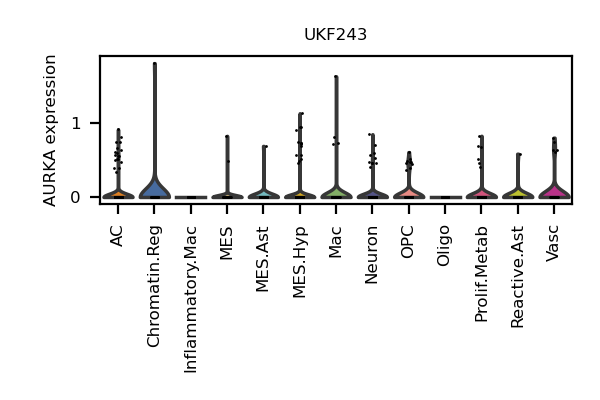 UKF243
AURKA expression
1
0
AC
Chromatin.Reg
Inflammatory.Mac
MES
MES.Ast
MES.Hyp
Mac
Neuron
OPC
Oligo
Prolif.Metab
Reactive.Ast
Vasc